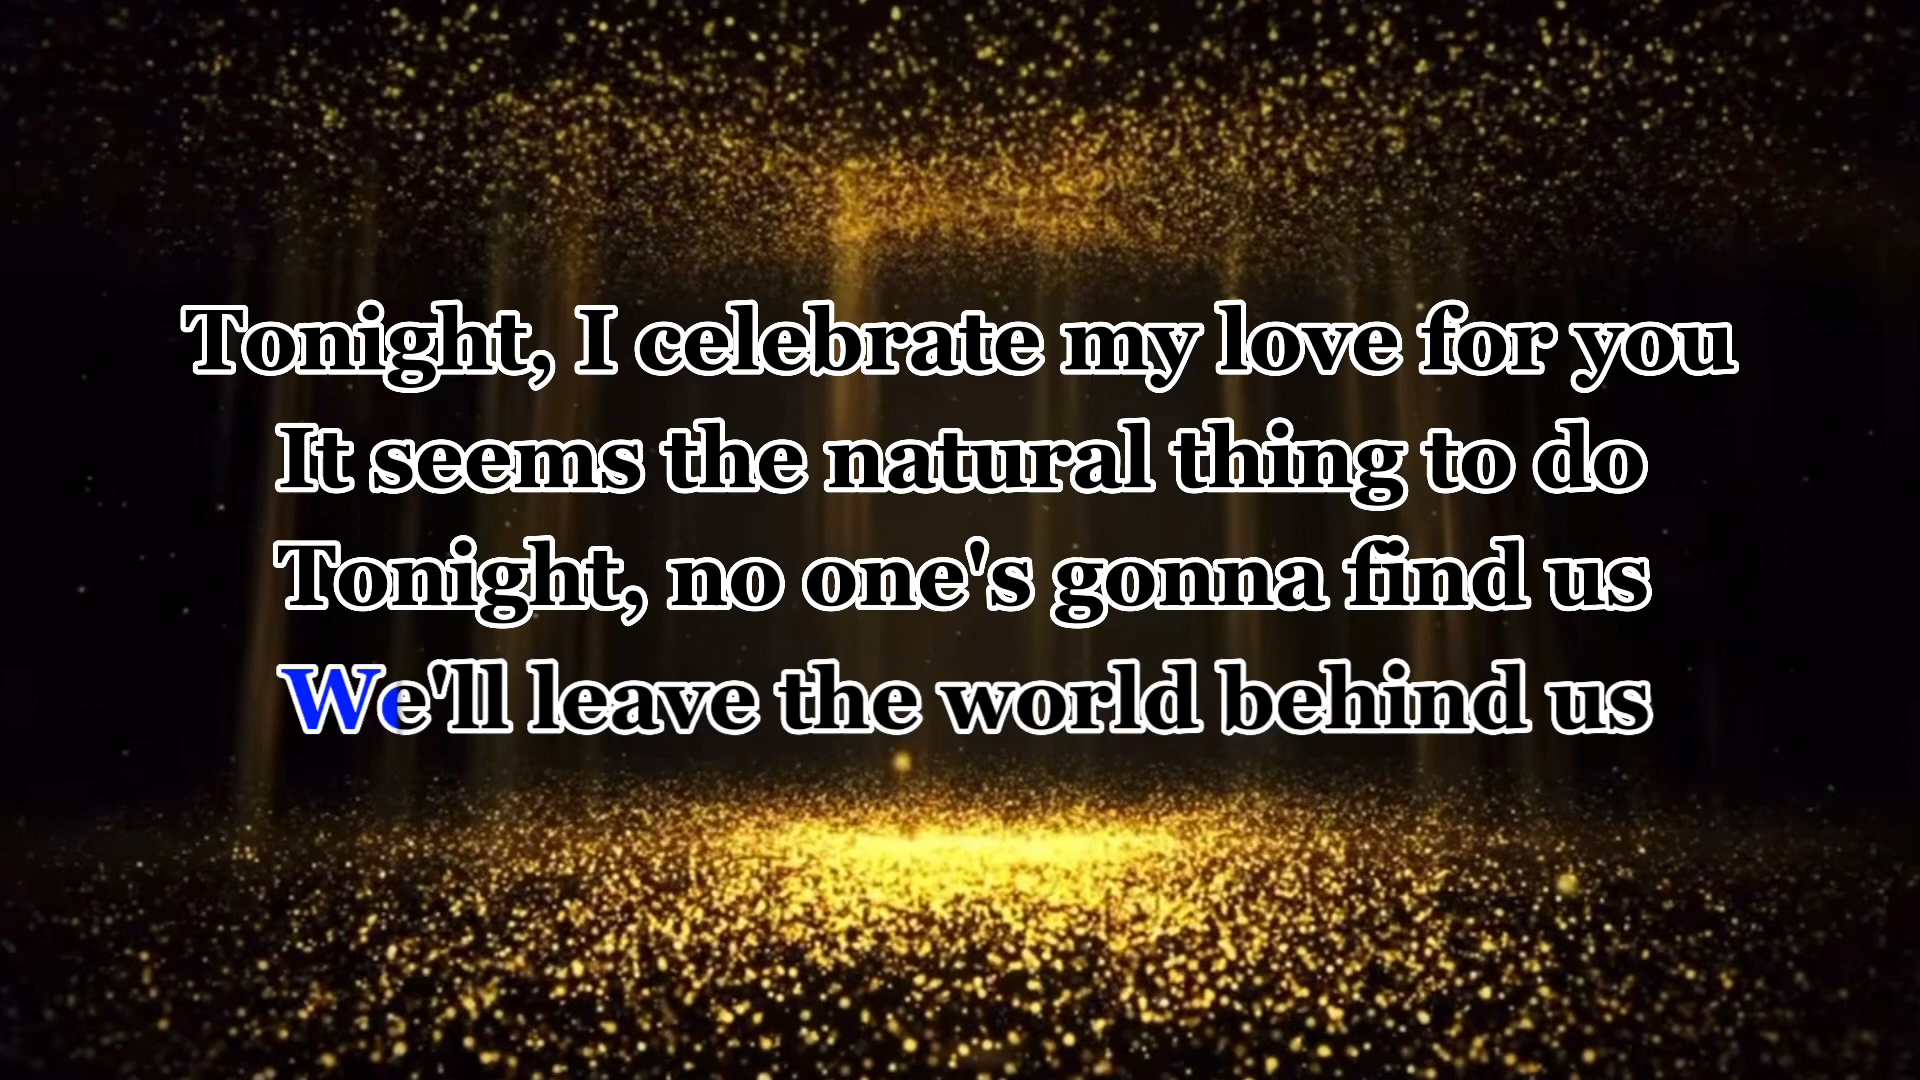 Tonight, I celebrate my love for you
It seems the natural thing to do
Tonight, no one's gonna find us
We'll leave the world behind us